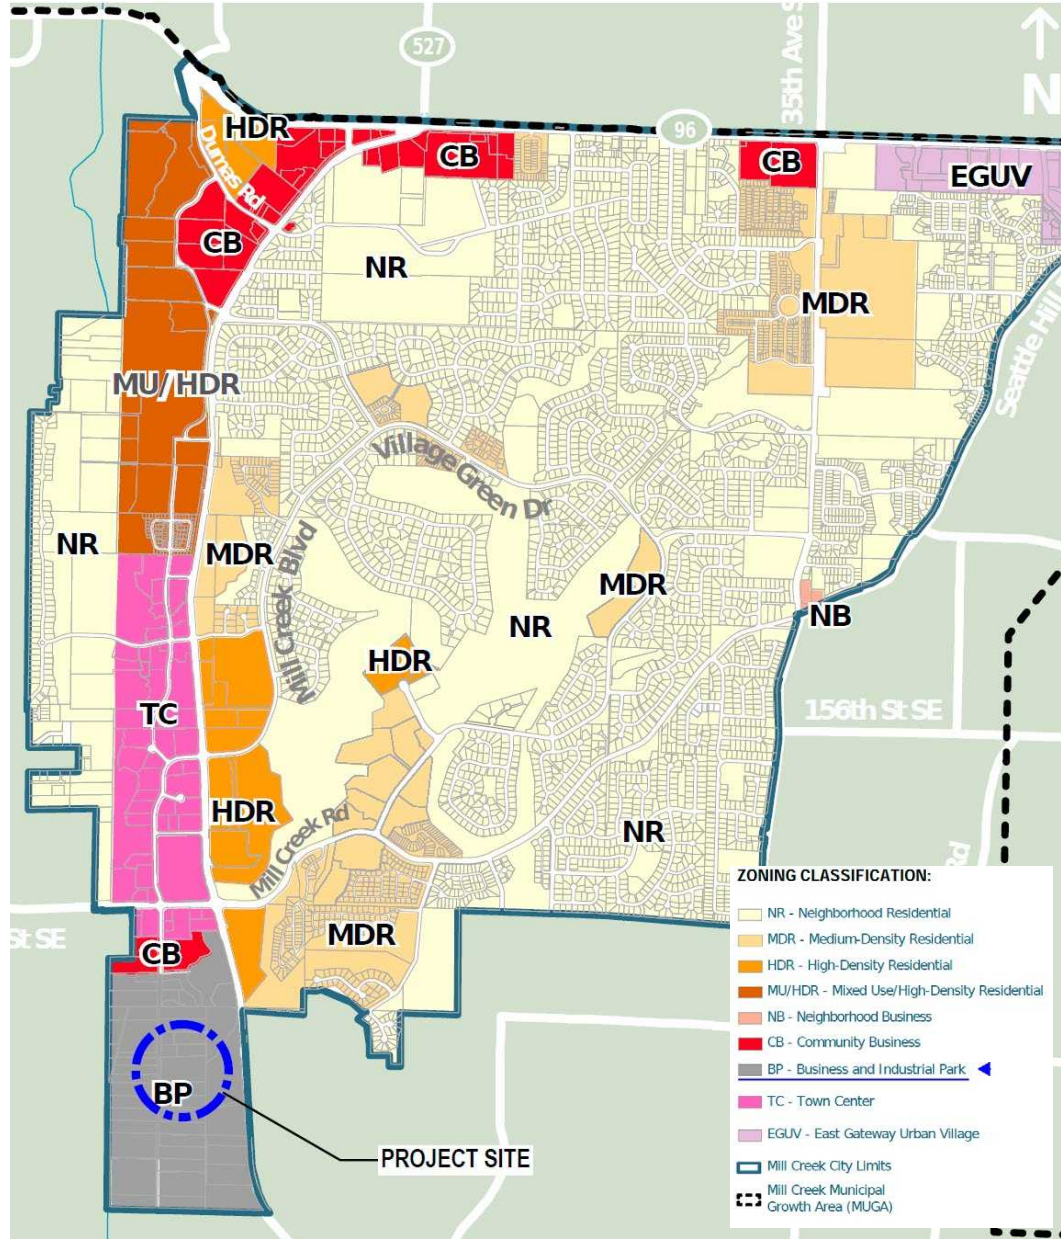 527
35th Ave S
N
96
HDR
Dumas Rd
CB
CB
EGUV
CB
NR
MDR
Seattle Hill
MU/HDR
Village Green Dr
NR
MDR
Mill Creek Blvd
MDR
NR
NB
HDR
TC
156th St SE
HDR
Mill Creek Rd
NR
Rd
MDR
St SE
CB
BP
PROJECT SITE
ZONING CLASSIFICATION:
NR - Neighborhood Residential
MDR - Medium-Density Residential
HDR - High-Density Residential
MU/HDR - Mixed Use/High-Density Residential
NB - Neighborhood Business
CB - Community Business
BP - Business and Industrial Park
TC - Town Center
EGUV - East Gateway Urban Village
Mill Creek City Limits
Mill Creek Municipal
Growth Area (MUGA)